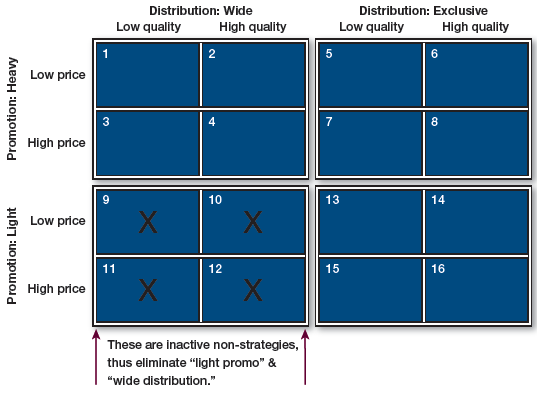 Distribution: Wide
Distribution: Exclusive
Low quality
High quality
Low quality
High quality
Promotion: Heavy
Low price
1
2
5
6
High price
3
4
7
8
Promotion: Light
Low price
9
X
10
X
13
14
High price
11
X
12
X
15
16
These are inactive non-strategies,
thus eliminate “light promo” &
“wide distribution.”